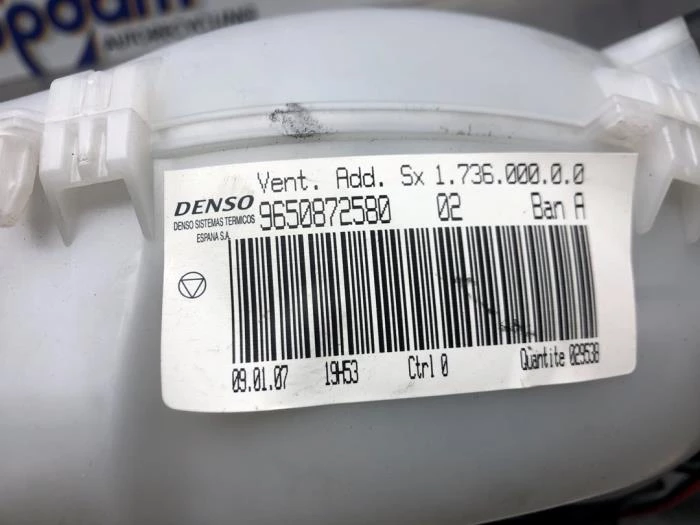 AUTORECYCLING
Vent. Add. Sx 1.736.000.0.0
DENSO 9650872580 02 Ban A
DENSO SISTEMAS TERMICOS
ESPANA S.A.
09.01.07 19H53 Ctrl 0 Quantite 029538